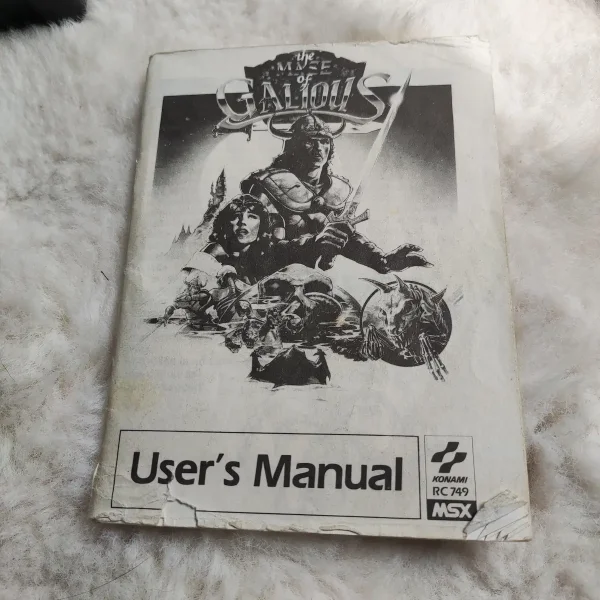 the
MAZE
of
GALIOUS
User's Manual
KONAMI
RC 749
MSX